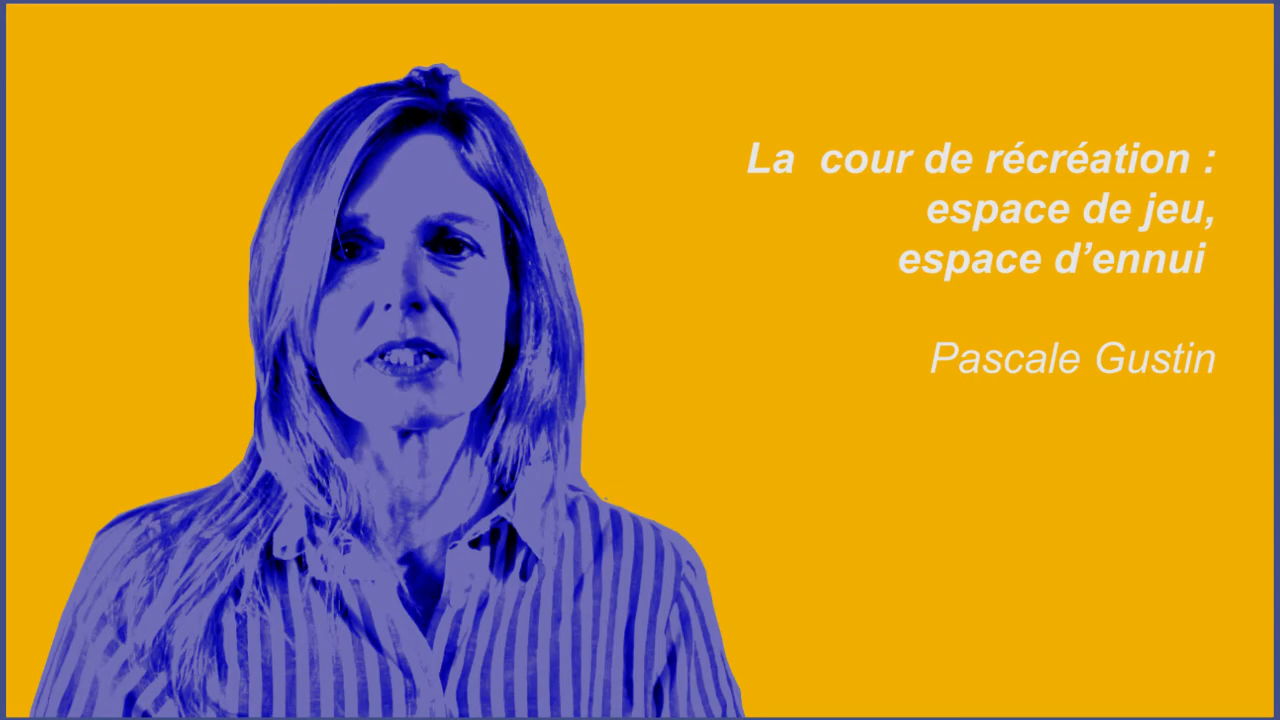 La  cour de récréation :
espace de jeu,
espace d’ennui
Pascale Gustin